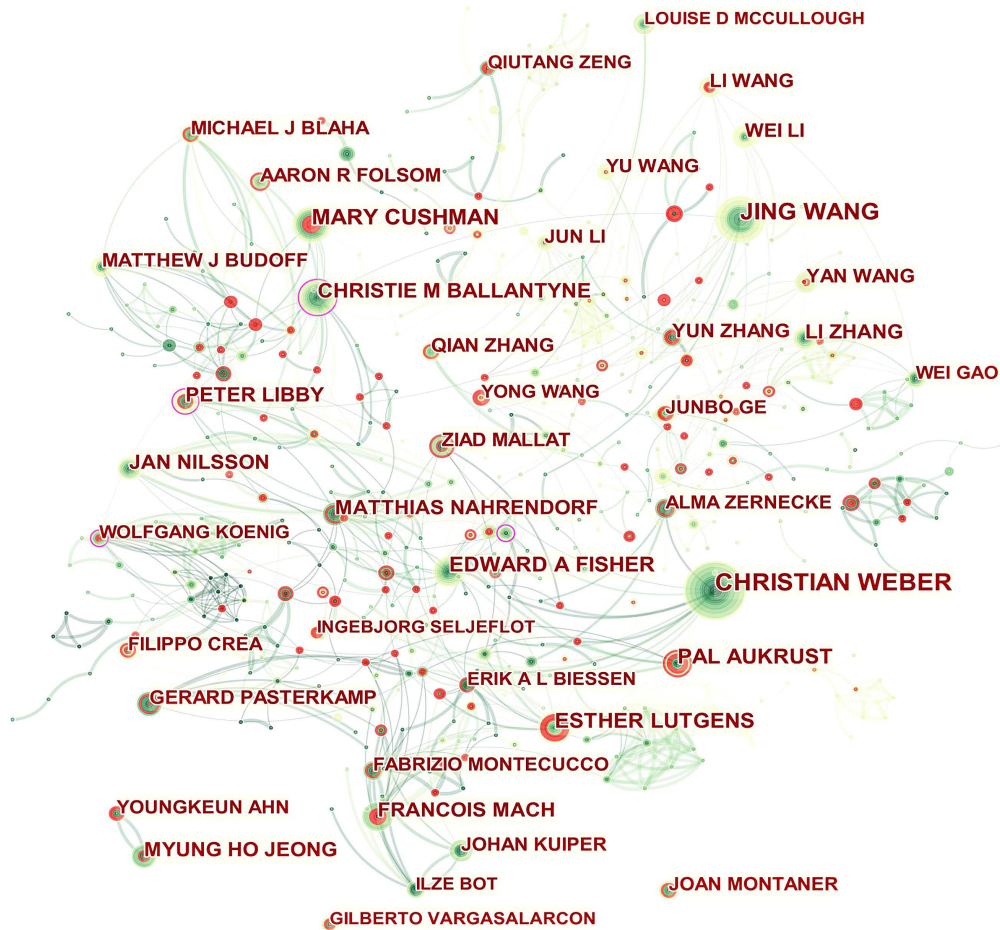 LOUISE D MCCULLOUGH
QIUTANG ZENG
LI WANG
MICHAEL J BLAHA
WEI LI
YU WANG
AARON R FOLSOM
MARY CUSHMAN
JING WANG
JUN LI
MATTHEW J BUDOFF
YAN WANG
CHRISTIE M BALLANTYNE
YUN ZHANG
LI ZHANG
QIAN ZHANG
WEI GAO
PETER LIBBY
YONG WANG
JUNBO GE
ZIAD MALLAT
JAN NILSSON
ALMA ZERNECKE
MATTHIAS NAHRENDORF
WOLFGANG KOENIG
EDWARD A FISHER
CHRISTIAN WEBER
INGEBJORG SELJEFLOT
FILIPPO CREA
PAL AUKRUST
ERIK A L BIESSEN
GERARD PASTERKAMP
ESTHER LUTGENS
FABRIZIO MONTECUCCO
YOUNGKEUN AHN
FRANCOIS MACH
JOHAN KUIPER
MYUNG HO JEONG
ILZE BOT
JOAN MONTANER
GILBERTO VARGASALARCON